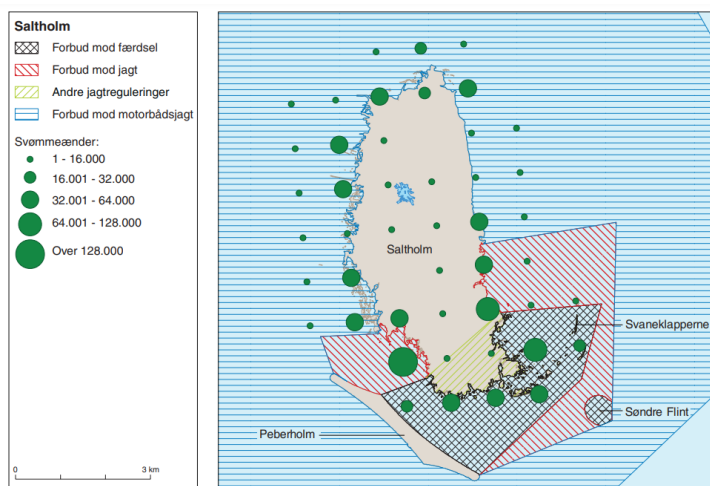 Saltholm
Forbud mod færdsel
Forbud mod jagt
Andre jagtreguleringer
Forbud mod motorbådsjagt
Svømmeænder:
1 - 16.000
16.001 - 32.000
32.001 - 64.000
64.001 - 128.000
Over 128.000
0 3 km
Saltholm
Svaneklapperne
Søndre Flint
Peberholm